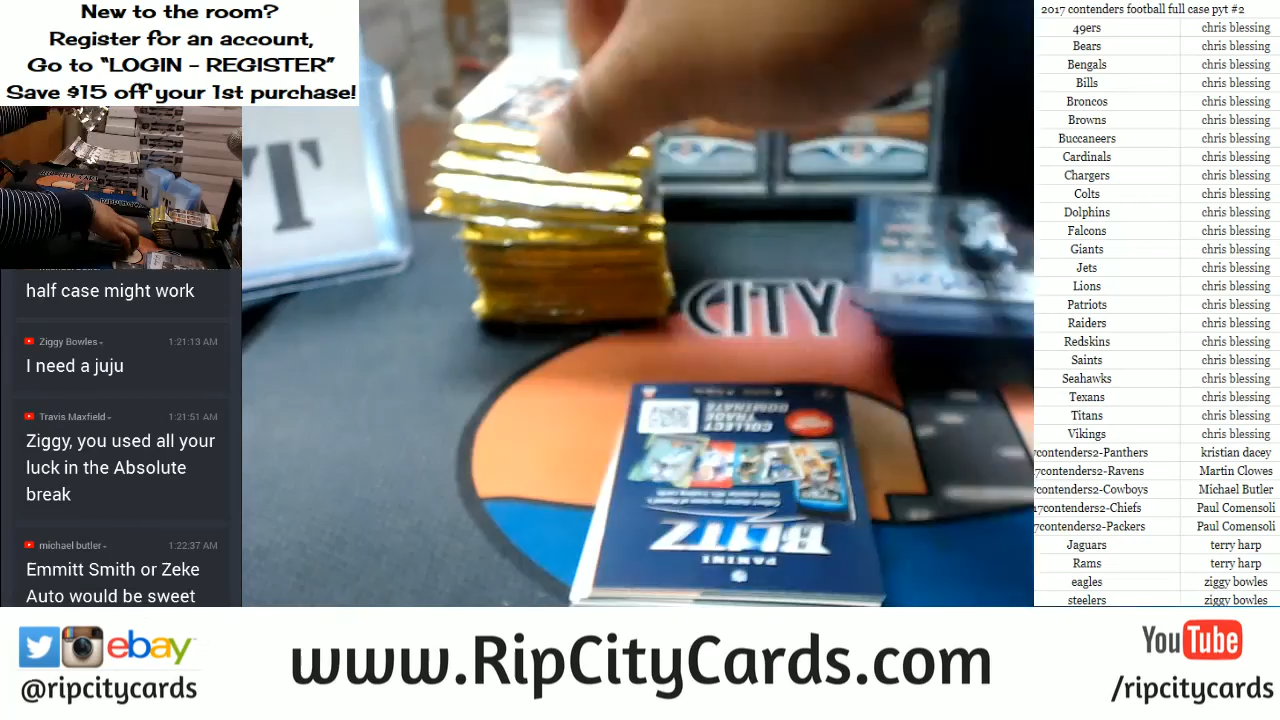 New to the room?
Register for an account,
Go to "LOGIN - REGISTER"
Save $15 off your 1st purchase!
half case might work
Ziggy Bowles
1:21:13 AM
I need a juju
Travis Maxfield
1:21:51 AM
Ziggy, you used all your
luck in the Absolute
break
michael butler
1:22:37 AM
Emmitt Smith or Zeke
Auto would be sweet
T
CITY
COLLECT
TRADE
DOMINATE
BLITZ
PANINI
2017 contenders football full case pyt #2
49ers chris blessing
Bears chris blessing
Bengals chris blessing
Bills chris blessing
Broncos chris blessing
Browns chris blessing
Buccaneers chris blessing
Cardinals chris blessing
Chargers chris blessing
Colts chris blessing
Dolphins chris blessing
Falcons chris blessing
Giants chris blessing
Jets chris blessing
Lions chris blessing
Patriots chris blessing
Raiders chris blessing
Redskins chris blessing
Saints chris blessing
Seahawks chris blessing
Texans chris blessing
Titans chris blessing
Vikings chris blessing
7contenders2-Panthers kristian dacey
7contenders2-Ravens Martin Clowes
7contenders2-Cowboys Michael Butler
7contenders2-Chiefs Paul Comensoli
7contenders2-Packers Paul Comensoli
Jaguars terry harp
Rams terry harp
eagles ziggy bowles
steelers ziggy bowles
ebay
@ripcitycards
www.RipCityCards.com
YouTube
/ripcitycards